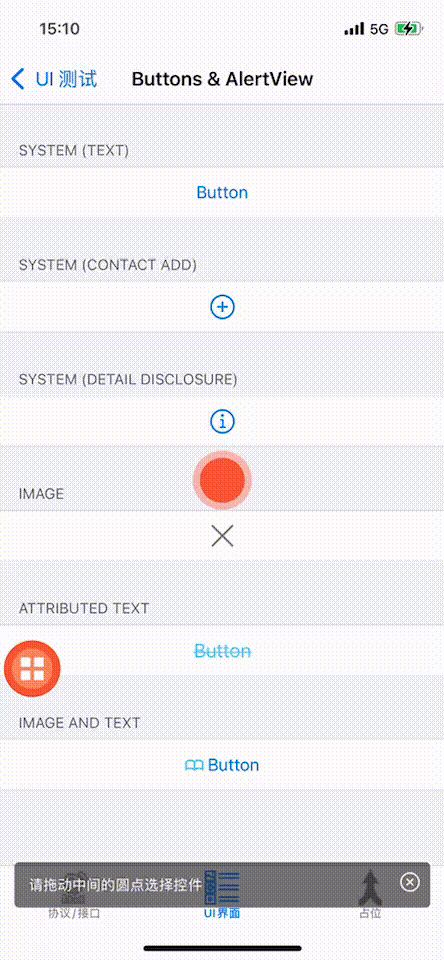 15:10
5G
UI 测试
Buttons & AlertView
SYSTEM (TEXT)
Button
SYSTEM (CONTACT ADD)
SYSTEM (DETAIL DISCLOSURE)
IMAGE
ATTRIBUTED TEXT
Button
IMAGE AND TEXT
Button
请拖动中间的圆点选择控件
协议/接口
UI界面
占位